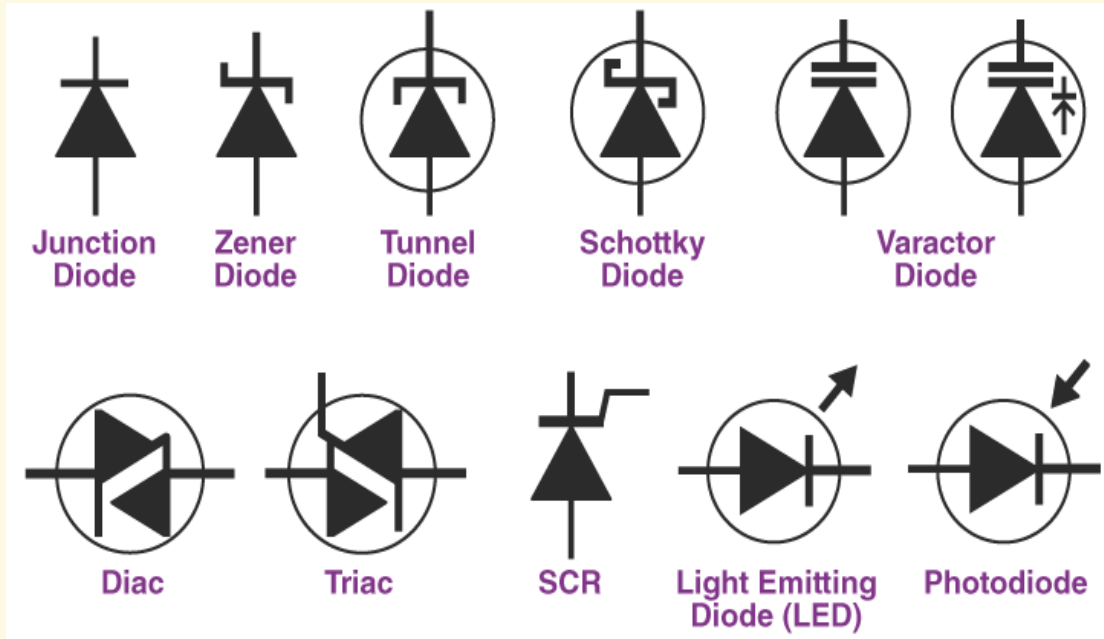 Junction
Diode
Zener
Diode
Tunnel
Diode
Schottky
Diode
Varactor
Diode
Diac
Triac
SCR
Light Emitting
Diode (LED)
Photodiode